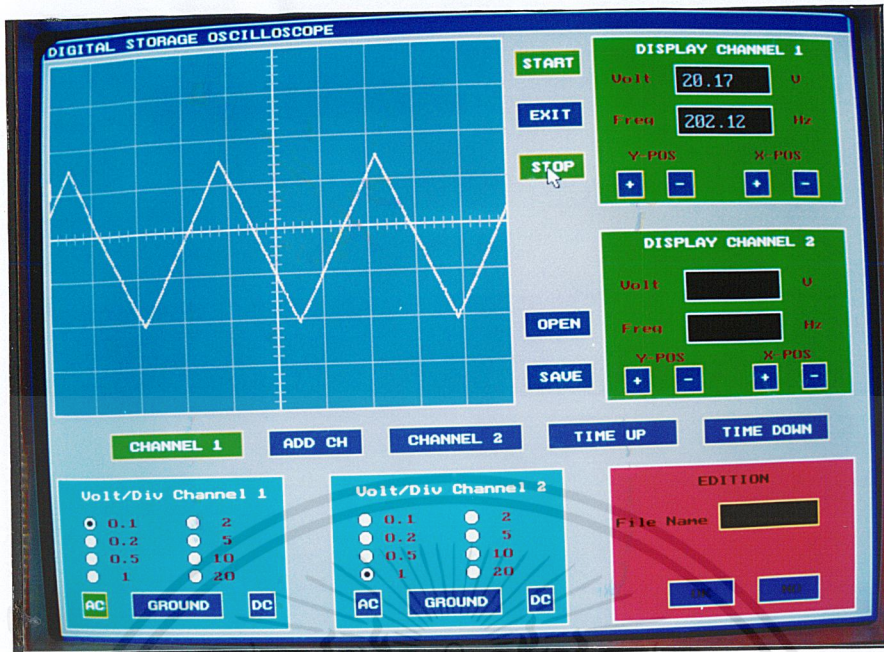 DIGITAL STORAGE OSCILLOSCOPE
START
EXIT
STOP
OPEN
SAVE
DISPLAY CHANNEL 1
Volt 20.17 V
Freq 202.12 Hz
Y-POS X-POS
+ - + -
DISPLAY CHANNEL 2
Volt V
Freq Hz
Y-POS X-POS
+ - + -
CHANNEL 1 ADD CH CHANNEL 2 TIME UP TIME DOWN
Volt/Div Channel 1
0.1 2
0.2 5
0.5 10
1 20
AC GROUND DC
Volt/Div Channel 2
0.1 2
0.2 5
0.5 10
1 20
AC GROUND DC
EDITION
File Name